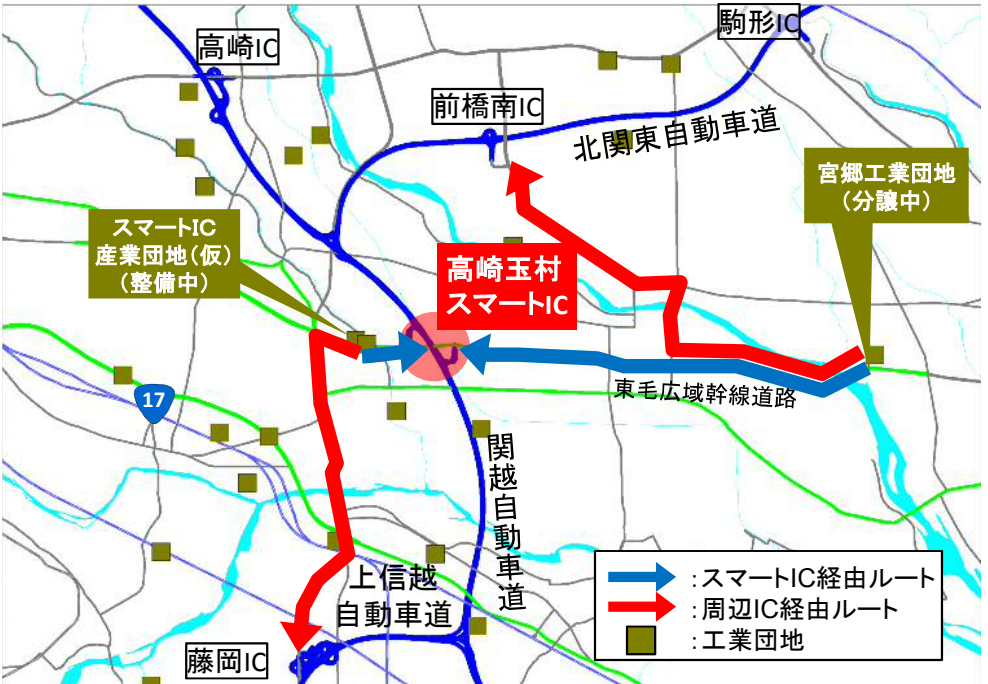 高崎IC
駒形IC
前橋南IC
北関東自動車道
宮郷工業団地
（分譲中）
スマートIC
産業団地（仮）
（整備中）
高崎玉村
スマートIC
東毛広域幹線道路
17
関越自動車道
上信越
自動車道
藤岡IC
：スマートIC経由ルート
：周辺IC経由ルート
：工業団地